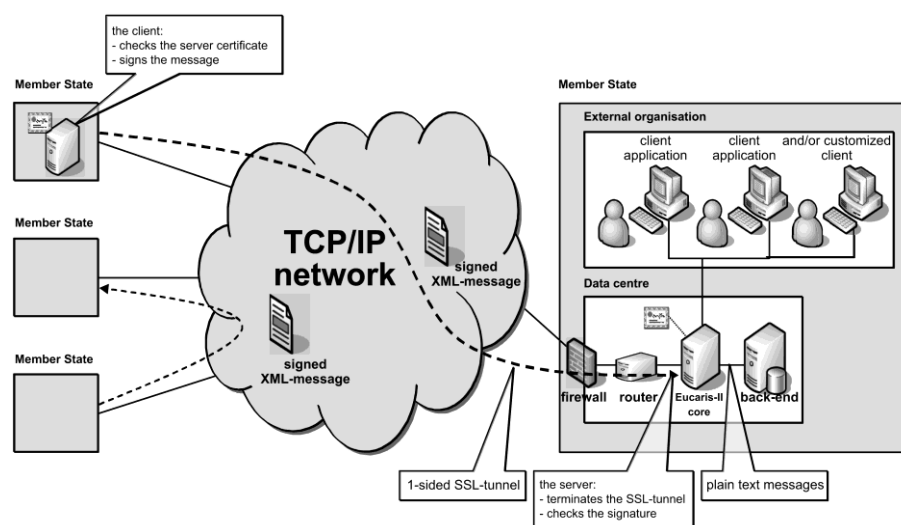 the client:
- checks the server certificate
- signs the message
Member State
Member State
External organisation
client
application
client
application
and/or customized
client
Member State
TCP/IP
network
signed
XML-message
signed
XML-message
Data centre
Member State
firewall
router
Eucaris-II
core
back-end
1-sided SSL-tunnel
the server:
- terminates the SSL-tunnel
- checks the signature
plain text messages